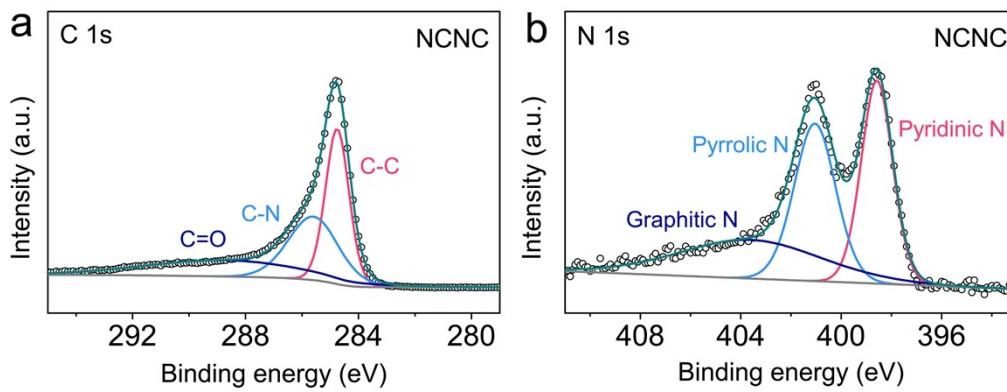 a
C 1s
NCNC
C-C
C-N
C=O
Intensity (a.u.)
292
288
284
280
Binding energy (eV)
b
N 1s
NCNC
Pyrrolic N
Pyridinic N
Graphitic N
Intensity (a.u.)
408
404
400
396
Binding energy (eV)